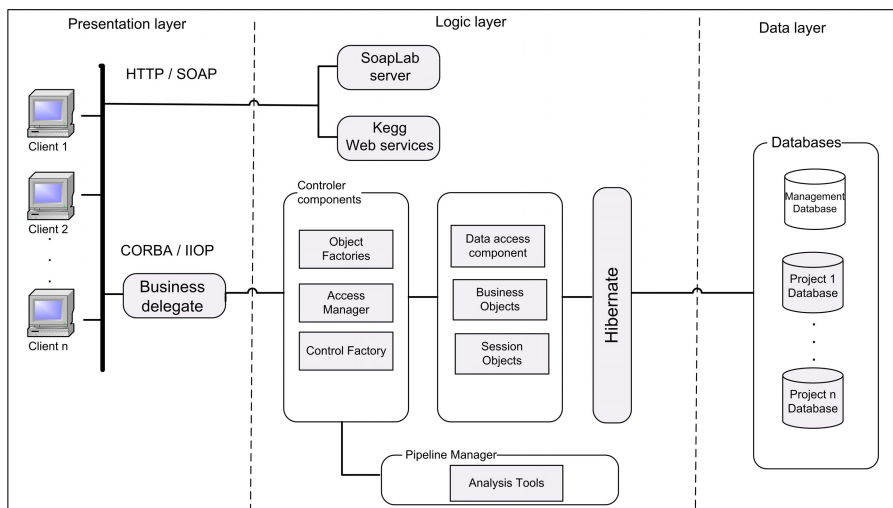 Presentation layer
Logic layer
Data layer
HTTP / SOAP
SoapLab
server
Kegg
Web services
Client 1
Client 2
.
.
.
Client n
CORBA / IIOP
Business
delegate
Controler
components
Object
Factories
Access
Manager
Control Factory
Data access
component
Business
Objects
Session
Objects
Hibernate
Pipeline Manager
Analysis Tools
Databases
Management
Database
Project 1
Database
.
.
.
Project n
Database